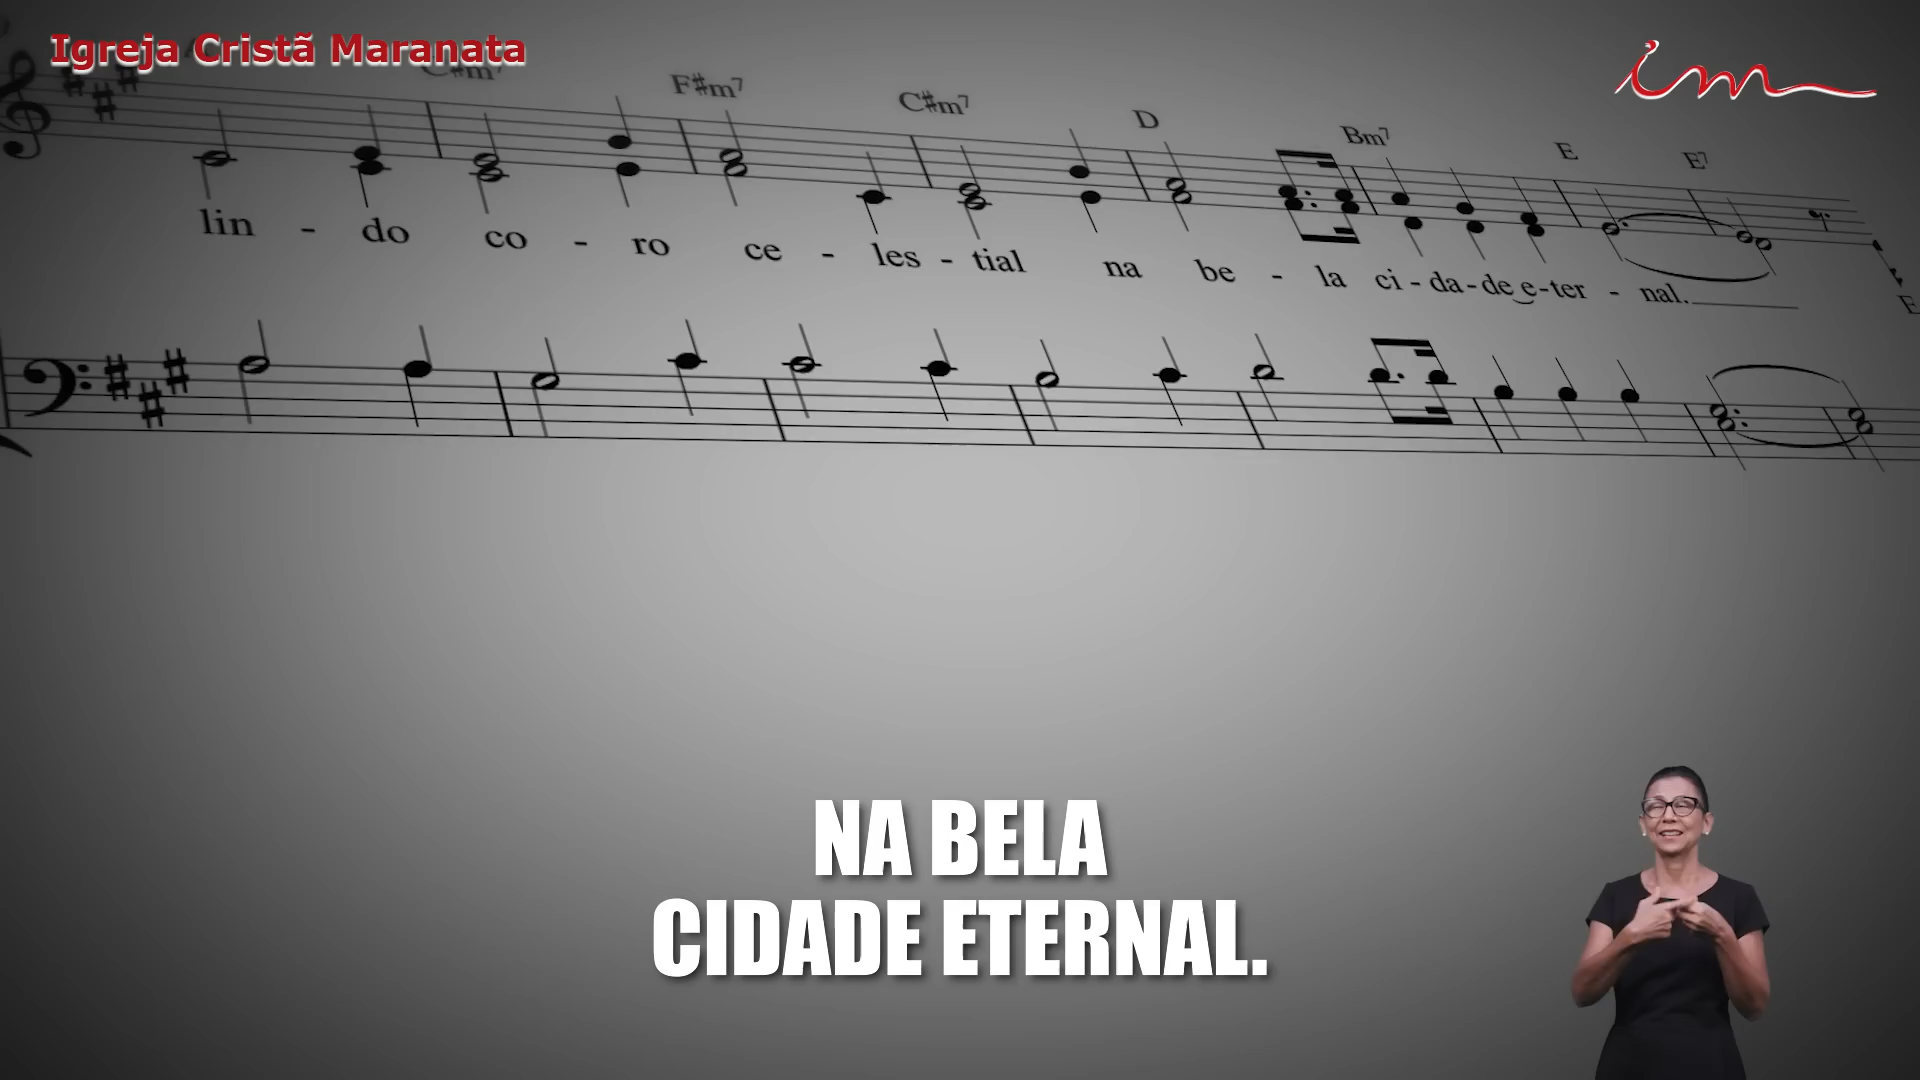 Igreja Cristã Maranata
im
C#m7 F#m7 C#m7 D Bm7 E E7
lin - do co - ro ce - les - tial na be - la ci - da - de e - ter - nal.
NA BELA
CIDADE ETERNAL.